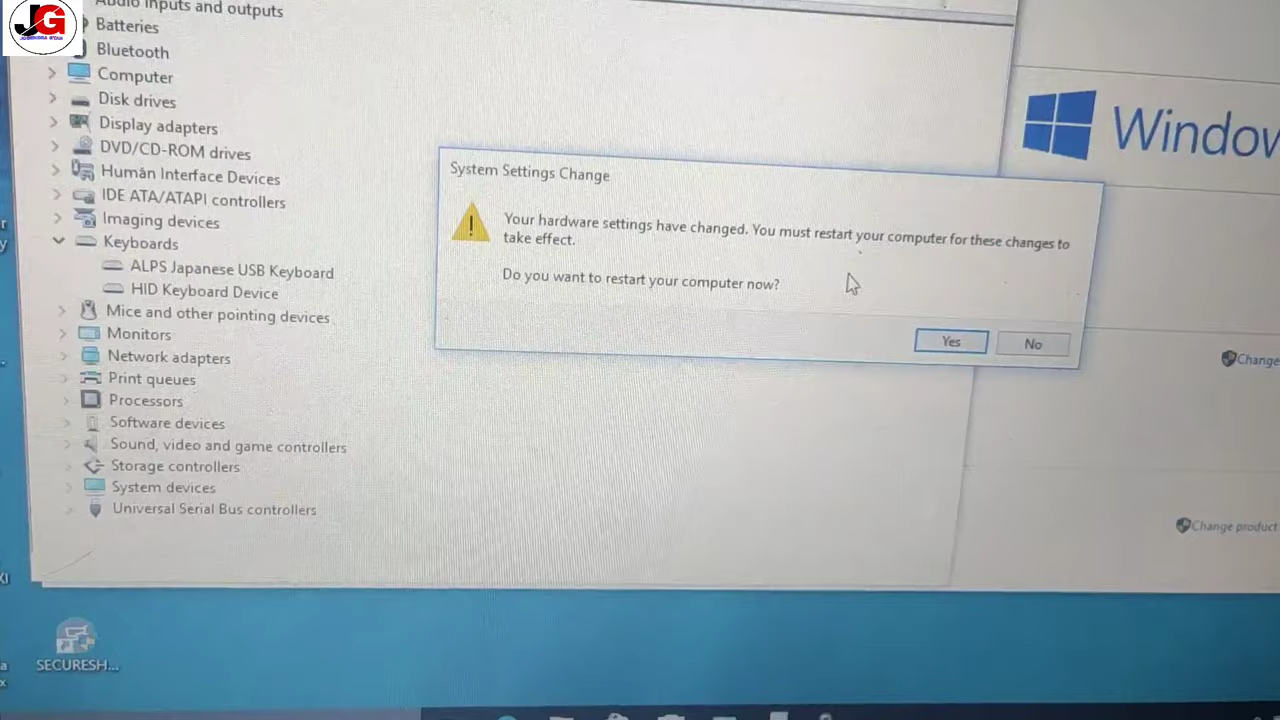 JG
Audio inputs and outputs
Batteries
Bluetooth
Computer
Disk drives
Display adapters
DVD/CD-ROM drives
Human Interface Devices
IDE ATA/ATAPI controllers
Imaging devices
Keyboards
ALPS Japanese USB Keyboard
HID Keyboard Device
Mice and other pointing devices
Monitors
Network adapters
Print queues
Processors
Software devices
Sound, video and game controllers
Storage controllers
System devices
Universal Serial Bus controllers
System Settings Change
Your hardware settings have changed. You must restart your computer for these changes to
take effect.
Do you want to restart your computer now?
Yes
No
Window
Change
Change product
SECURESH...